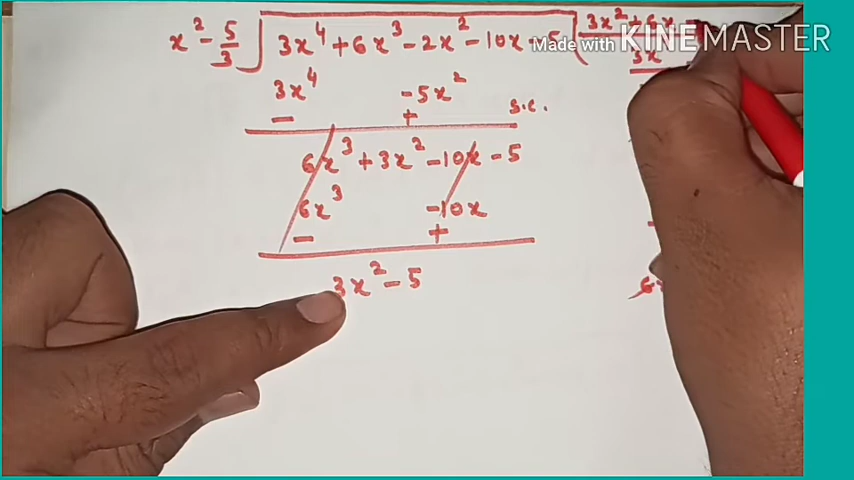 x² - 5/3 ) 3x⁴ + 6x³ - 2x² - 10x - 5 ( 3x² + 6x
Made with KINEMASTER
3x
3x⁴ - 5x²
- +
s.c.
6x³ + 3x² - 10x - 5
6x³ - 10x
- +
3x² - 5